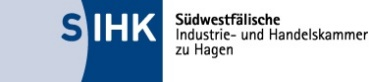 SIHK
Südwestfälische
Industrie- und Handelskammer
zu Hagen